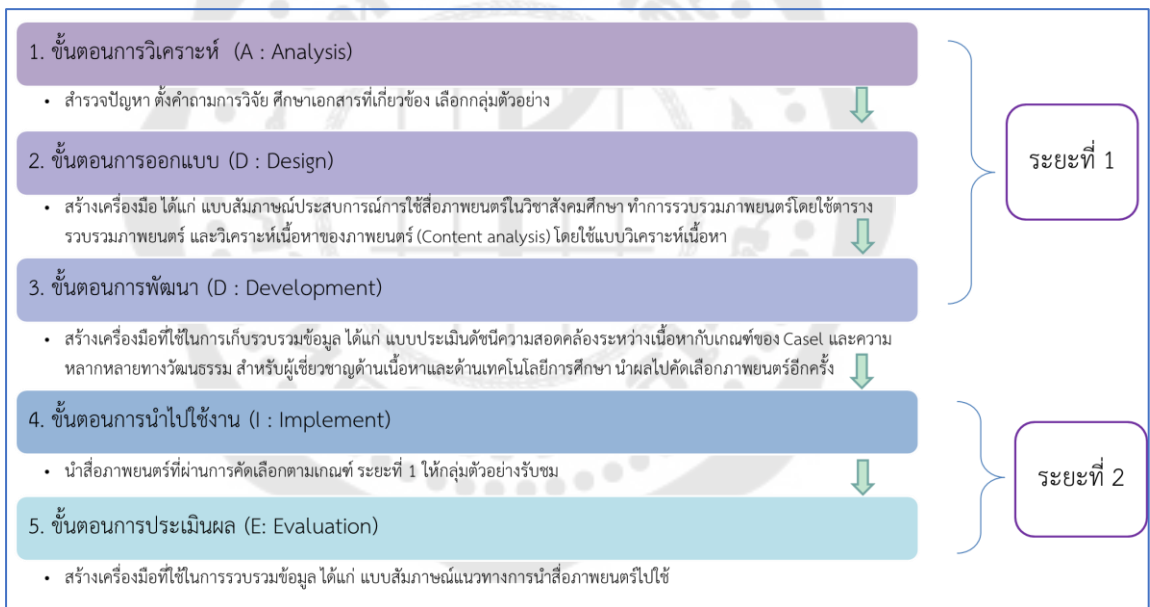 1. ขั้นตอนการวิเคราะห์ (A : Analysis)
• สำรวจปัญหา ตั้งคำถามการวิจัย ศึกษาเอกสารที่เกี่ยวข้อง เลือกกลุ่มตัวอย่าง
2. ขั้นตอนการออกแบบ (D : Design)
• สร้างเครื่องมือ ได้แก่ แบบสัมภาษณ์ประสบการณ์การใช้สื่อภาพยนตร์ในวิชาสังคมศึกษา ทำการรวบรวมภาพยนตร์โดยใช้ตาราง
รวบรวมภาพยนตร์ และวิเคราะห์เนื้อหาของภาพยนตร์ (Content analysis) โดยใช้แบบวิเคราะห์เนื้อหา
3. ขั้นตอนการพัฒนา (D : Development)
ระยะที่ 1
• สร้างเครื่องมือที่ใช้ในการเก็บรวบรวมข้อมูล ได้แก่ แบบประเมินดัชนีความสอดคล้องระหว่างเนื้อหากับเกณฑ์ของ Casel และความ
หลากหลายทางวัฒนธรรม สำหรับผู้เชี่ยวชาญด้านเนื้อหาและด้านเทคโนโลยีการศึกษา นำผลไปคัดเลือกภาพยนตร์อีกครั้ง
4. ขั้นตอนการนำไปใช้งาน (I : Implement)
• นำสื่อภาพยนตร์ที่ผ่านการคัดเลือกตามเกณฑ์ ระยะที่ 1 ให้กลุ่มตัวอย่างรับชม
5. ขั้นตอนการประเมินผล (E: Evaluation)
• สร้างเครื่องมือที่ใช้ในการรวบรวมข้อมูล ได้แก่ แบบสัมภาษณ์แนวทางการนำสื่อภาพยนตร์ไปใช้
ระยะที่ 2